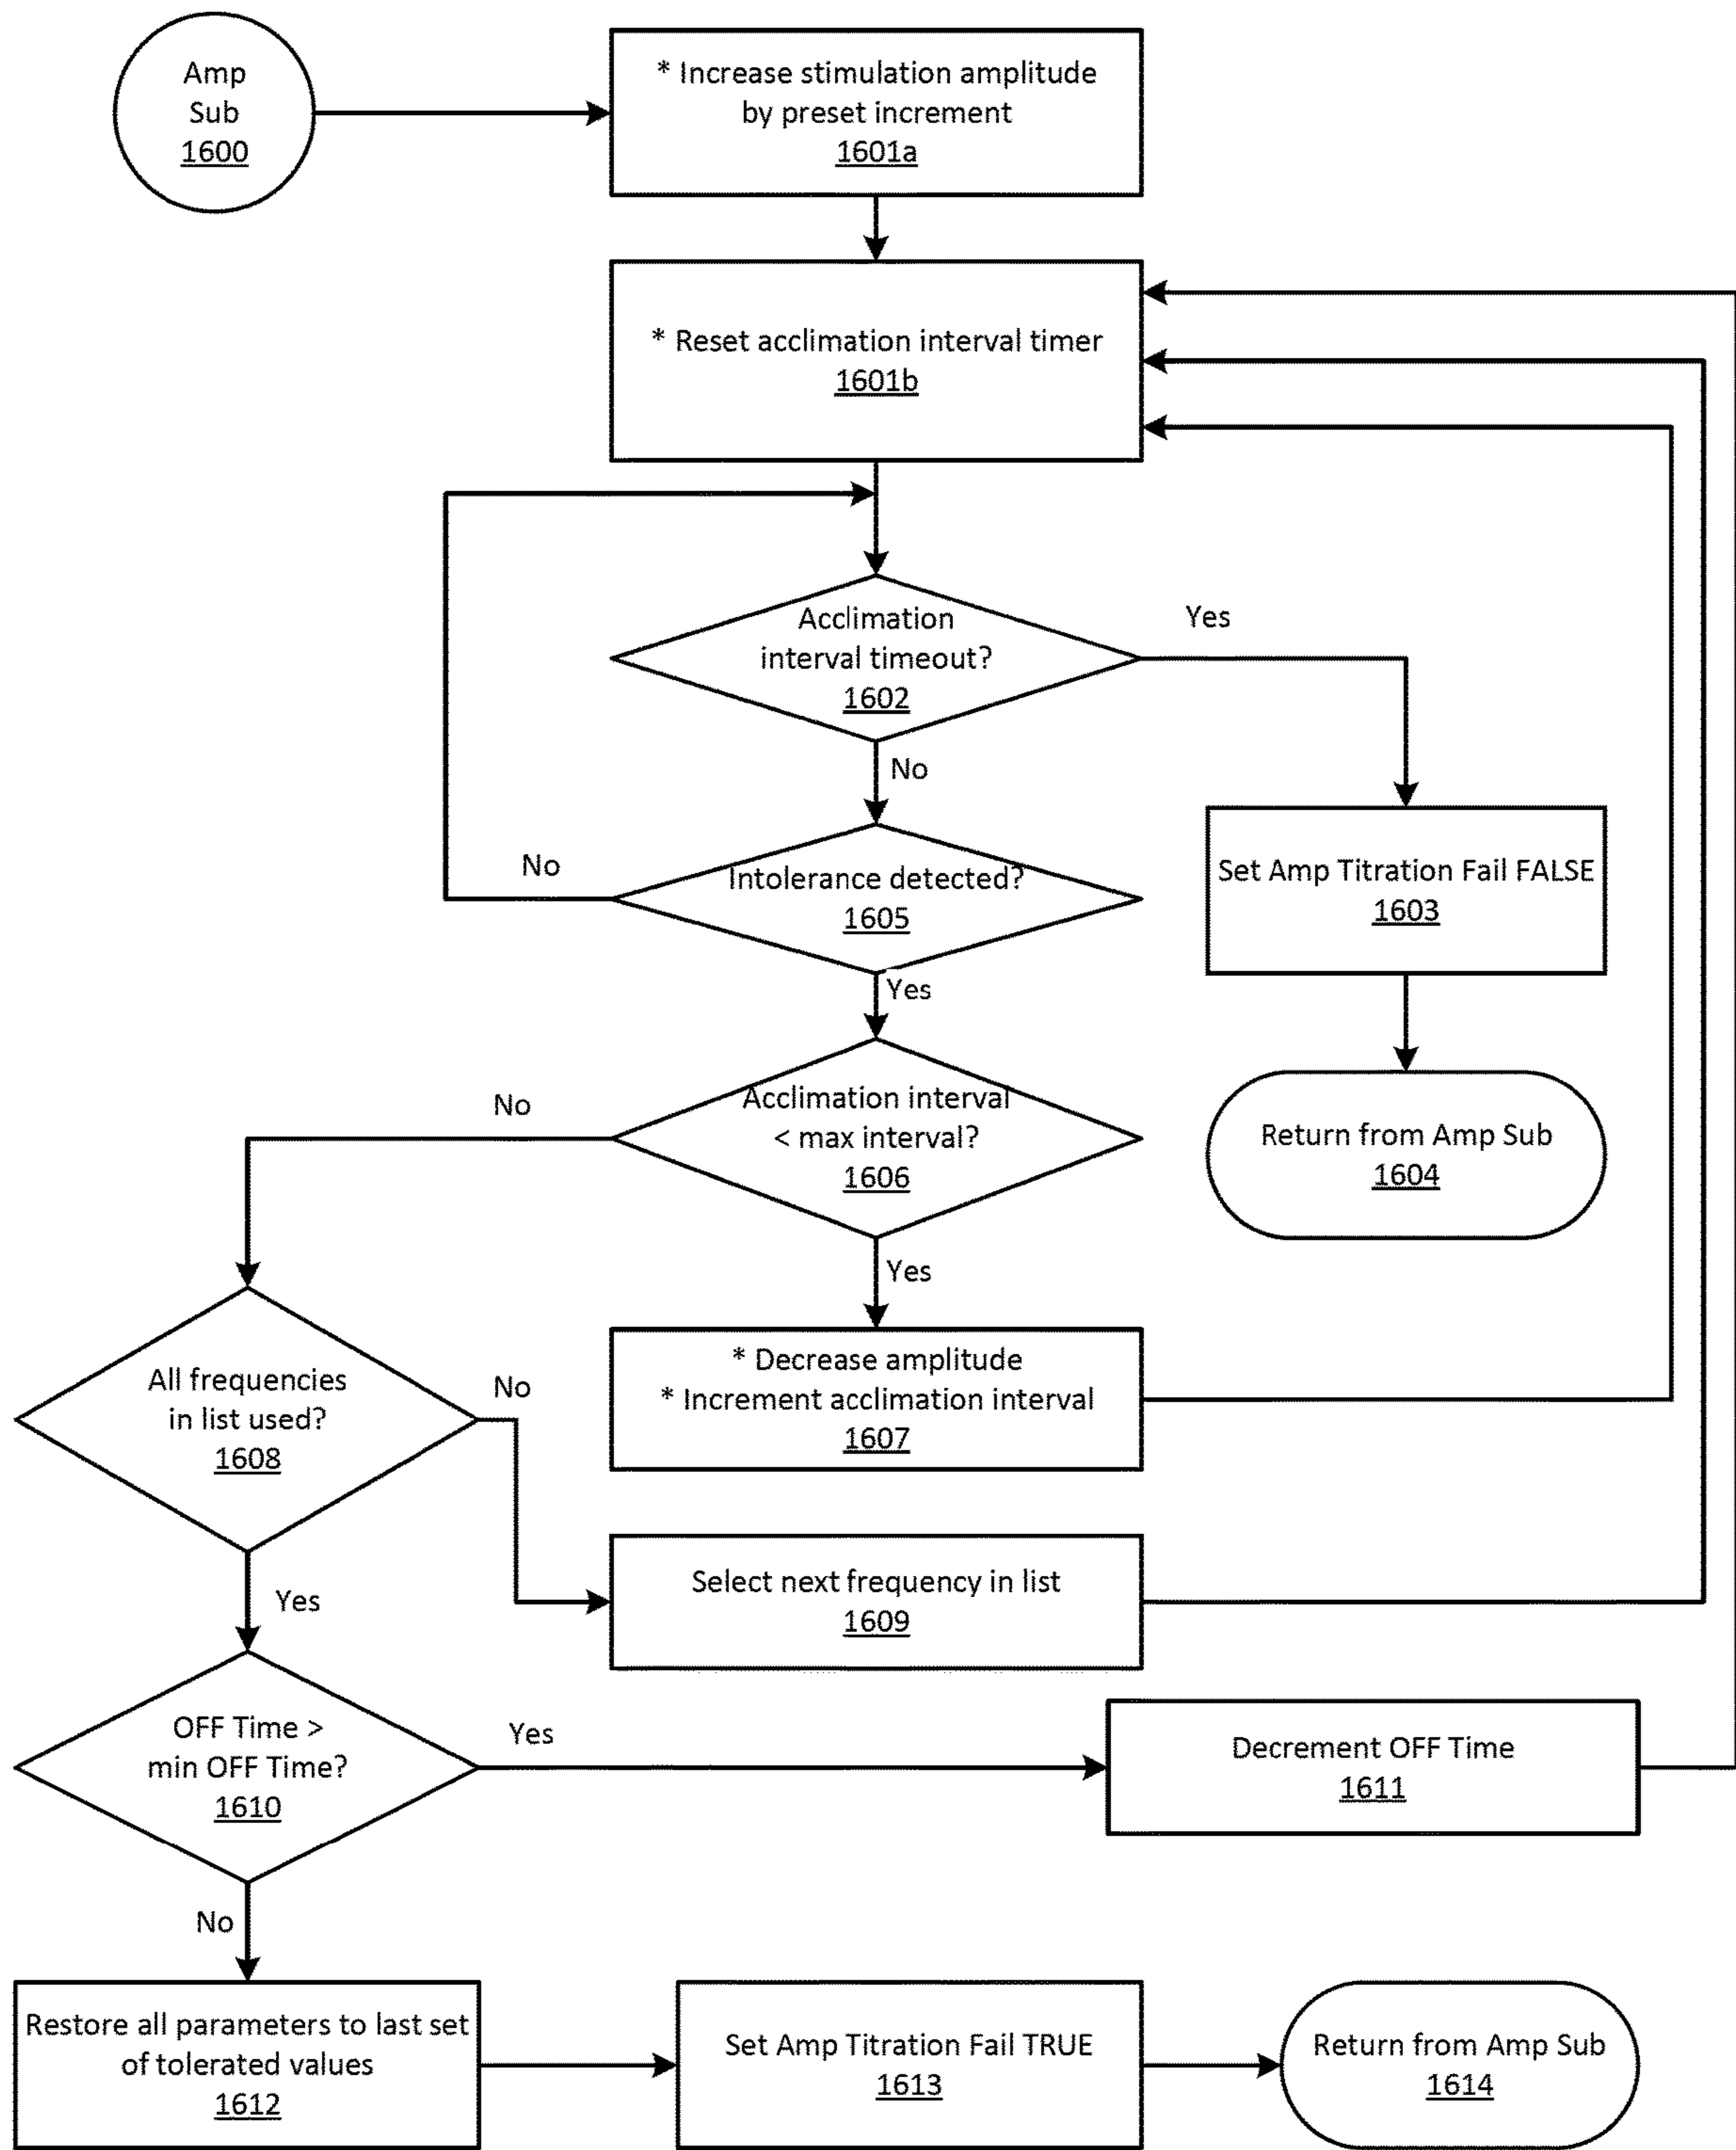 Amp
Sub
1600
* Increase stimulation amplitude
by preset increment
1601a
* Reset acclimation interval timer
1601b
Acclimation
interval timeout?
1602
Yes
No
Intolerance detected?
1605
No
Set Amp Titration Fail FALSE
1603
Yes
Acclimation interval
< max interval?
1606
No
Return from Amp Sub
1604
Yes
* Decrease amplitude
* Increment acclimation interval
1607
All frequencies
in list used?
1608
No
Select next frequency in list
1609
Yes
OFF Time >
min OFF Time?
1610
Yes
Decrement OFF Time
1611
No
Restore all parameters to last set
of tolerated values
1612
Set Amp Titration Fail TRUE
1613
Return from Amp Sub
1614